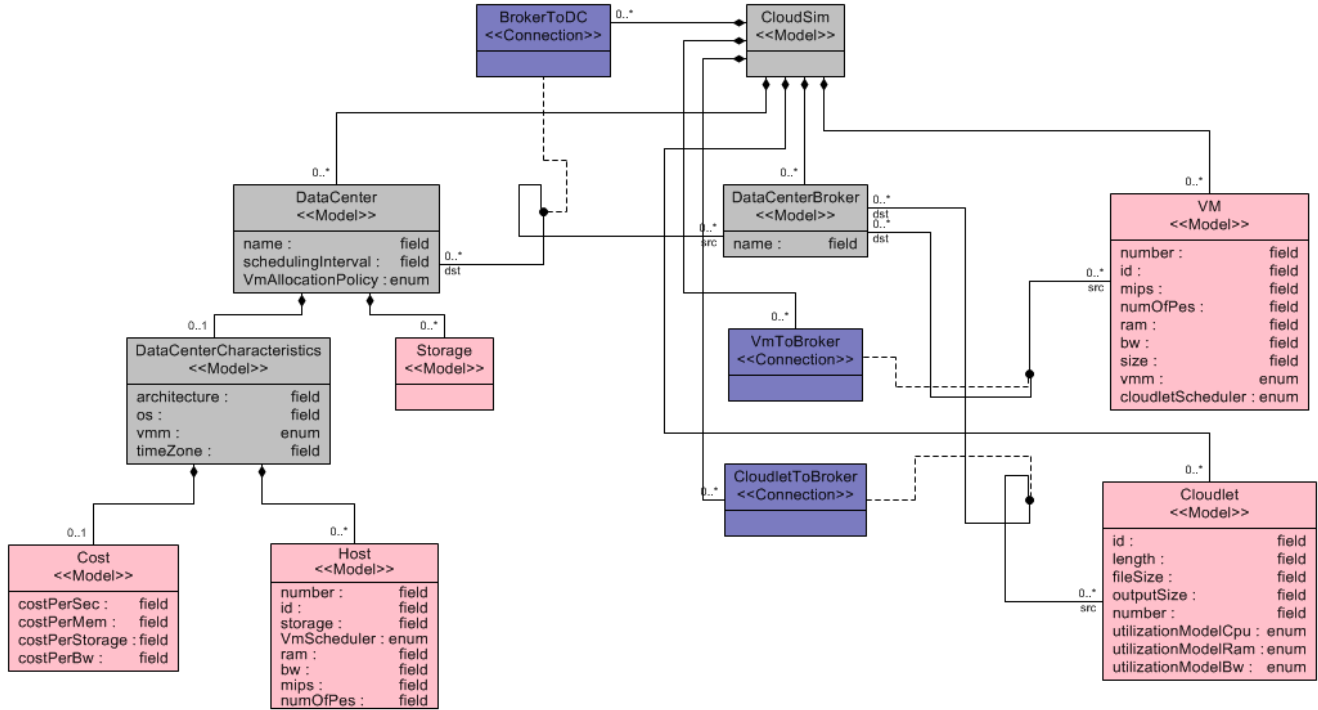 BrokerToDC
<<Connection>>
0..*
CloudSim
<<Model>>
0..*
DataCenter
<<Model>>
name : field
schedulingInterval : field
VmAllocationPolicy : enum
0..*
dst
0..*
src
0..*
DataCenterBroker
<<Model>>
name : field
0..*
dst
0..*
dst
0..*
VM
<<Model>>
number : field
id : field
mips : field
numOfPes : field
ram : field
bw : field
size : field
vmm : enum
cloudletScheduler : enum
0..*
src
0..1
DataCenterCharacteristics
<<Model>>
architecture : field
os : field
vmm : enum
timeZone : field
0..*
Storage
<<Model>>
0..*
VmToBroker
<<Connection>>
0..*
CloudletToBroker
<<Connection>>
0..*
Cloudlet
<<Model>>
id : field
length : field
fileSize : field
outputSize : field
number : field
utilizationModelCpu : enum
utilizationModelRam : enum
utilizationModelBw : enum
0..*
src
0..1
Cost
<<Model>>
costPerSec : field
costPerMem : field
costPerStorage : field
costPerBw : field
0..*
Host
<<Model>>
number : field
id : field
storage : field
VmScheduler : enum
ram : field
bw : field
mips : field
numOfPes : field